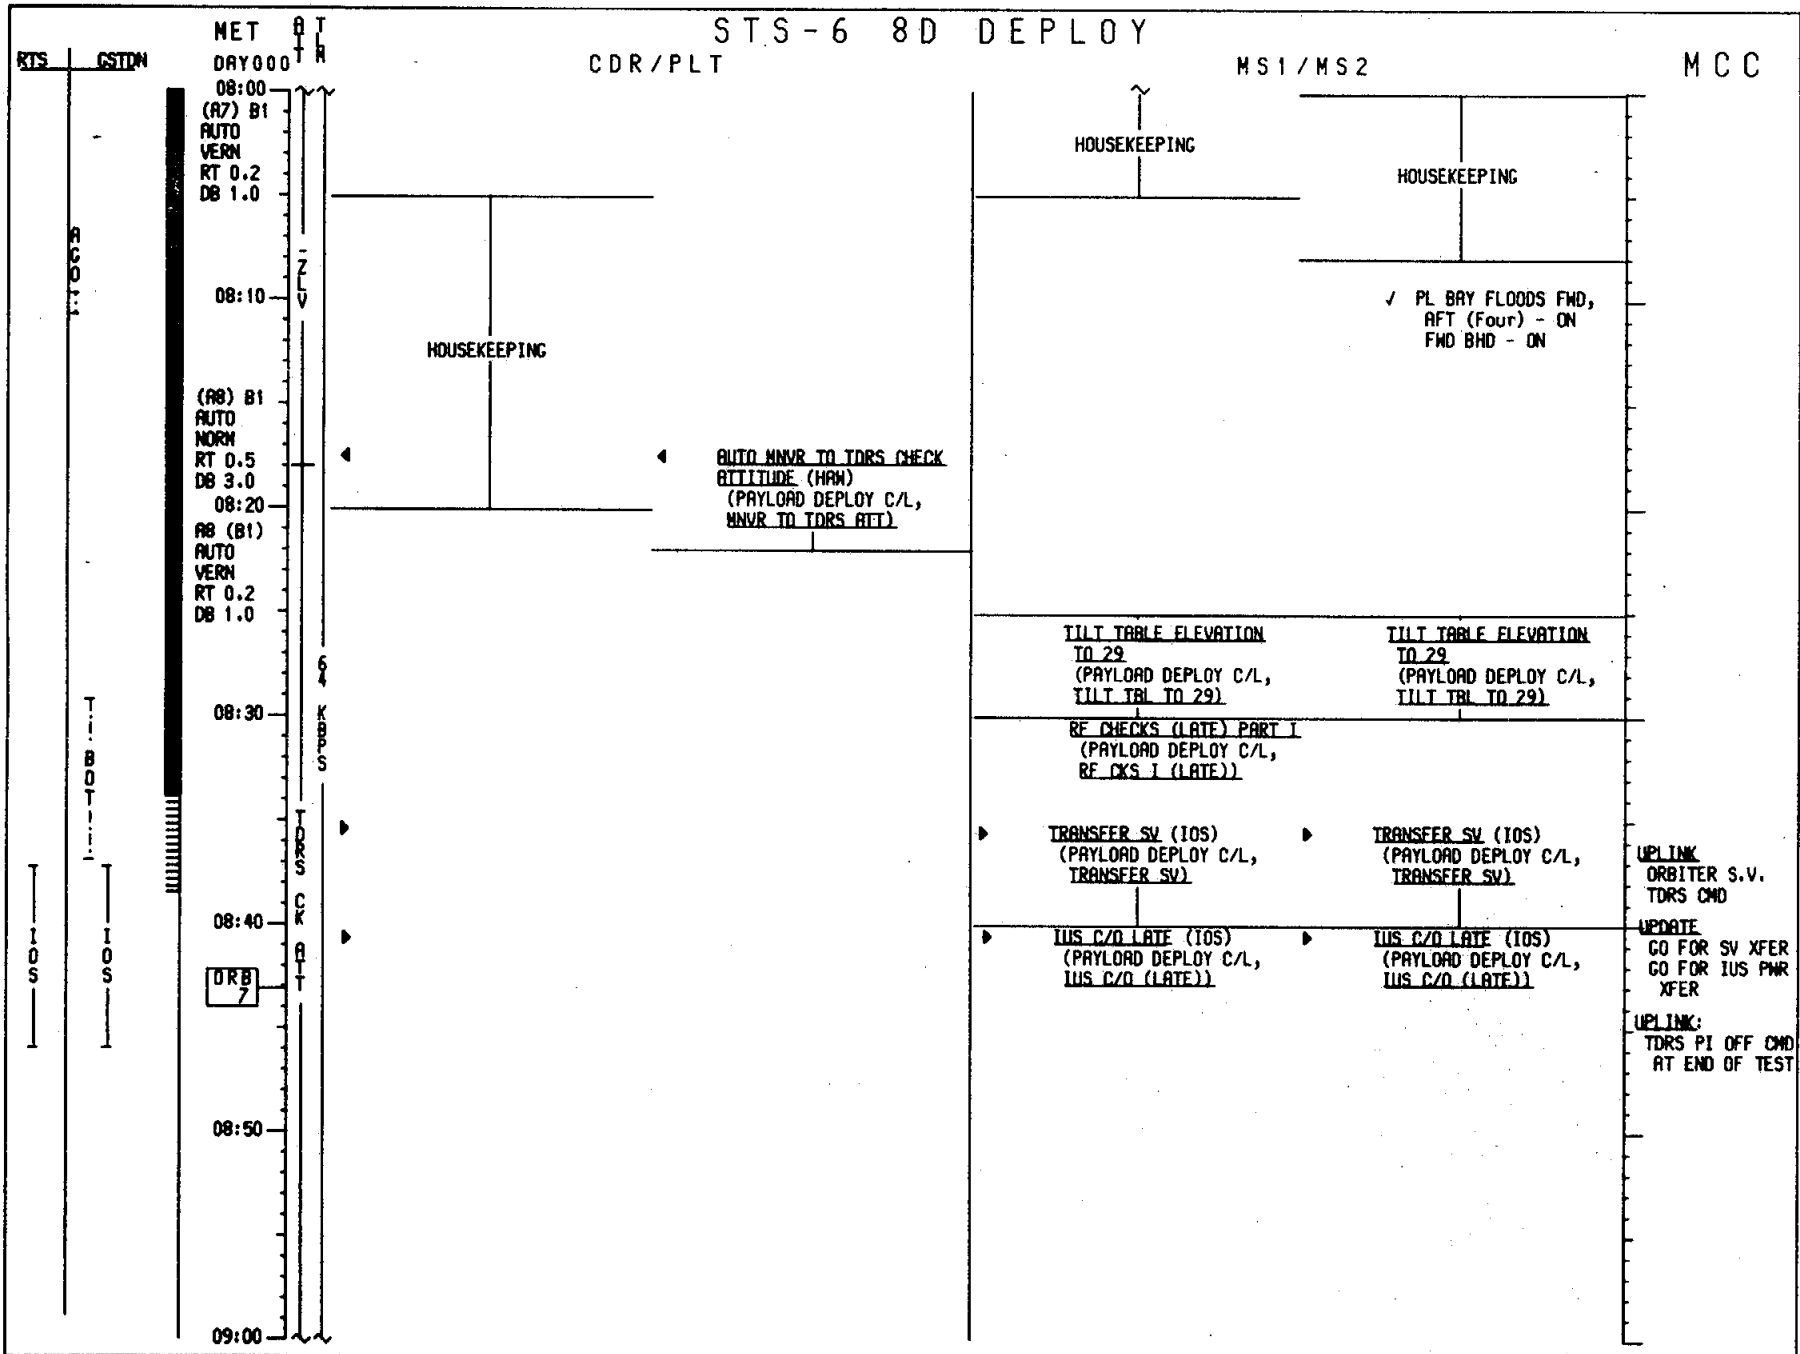 STS-6 8D DEPLOY
MET
ATT
TLM
RTS
GSTDN
DAY000
CDR/PLT
MS1/MS2
MCC
08:00
(A7) B1
AUTO
VERN
RT 0.2
DB 1.0
-ZLV
08:10
(A8) B1
AUTO
NORM
RT 0.5
DB 3.0
08:20
A8 (B1)
AUTO
VERN
RT 0.2
DB 1.0
08:30
64 KBPS
BOT
TDRS CK ATT
08:40
ORB
7
IOS
IOS
08:50
09:00
HOUSEKEEPING
AUTO MNVR TO TDRS CHECK
ATTITUDE (HAW)
(PAYLOAD DEPLOY C/L,
MNVR TO TDRS ATT)
HOUSEKEEPING
HOUSEKEEPING
√ PL BAY FLOODS FWD,
AFT (Four) - ON
FWD BHD - ON
TILT TABLE ELEVATION
TO 29
(PAYLOAD DEPLOY C/L,
TILT TBL TO 29)
TILT TABLE ELEVATION
TO 29
(PAYLOAD DEPLOY C/L,
TILT TBL TO 29)
RF CHECKS (LATE) PART I
(PAYLOAD DEPLOY C/L,
RF CKS I (LATE))
TRANSFER SV (IOS)
(PAYLOAD DEPLOY C/L,
TRANSFER SV)
TRANSFER SV (IOS)
(PAYLOAD DEPLOY C/L,
TRANSFER SV)
IUS C/O LATE (IOS)
(PAYLOAD DEPLOY C/L,
IUS C/O (LATE))
IUS C/O LATE (IOS)
(PAYLOAD DEPLOY C/L,
IUS C/O (LATE))
UPLINK
ORBITER S.V.
TDRS CMD
UPDATE
GO FOR SV XFER
GO FOR IUS PWR
XFER
UPLINK:
TDRS PI OFF CMD
AT END OF TEST